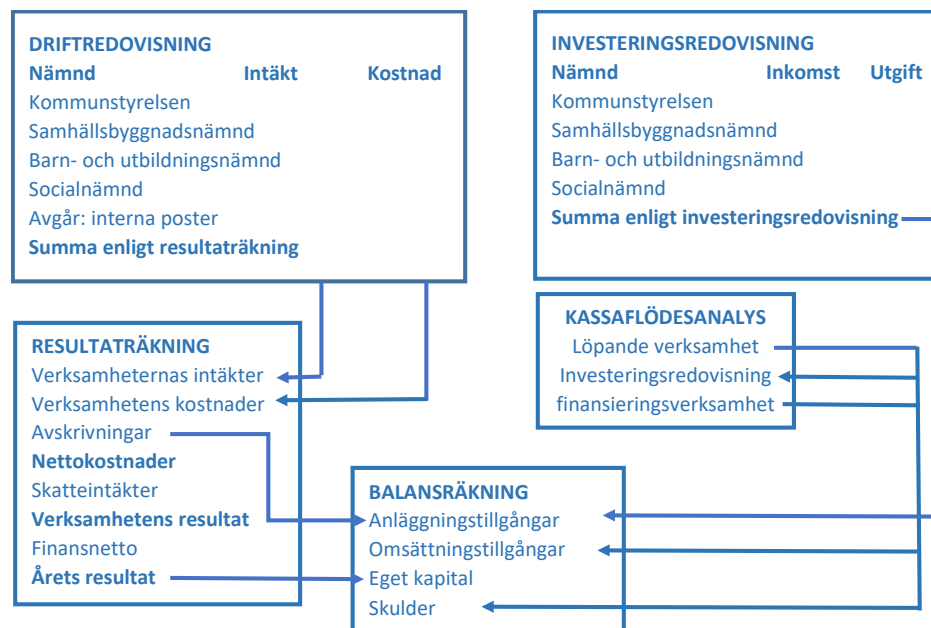 DRIFTREDOVISNING
Nämnd Intäkt Kostnad
Kommunstyrelsen
Samhällsbyggnadsnämnd
Barn- och utbildningsnämnd
Socialnämnd
Avgår: interna poster
Summa enligt resultaträkning
INVESTERINGSREDOVISNING
Nämnd Inkomst Utgift
Kommunstyrelsen
Samhällsbyggnadsnämnd
Barn- och utbildningsnämnd
Socialnämnd
Summa enligt investeringsredovisning
RESULTATRÄKNING
Verksamheternas intäkter
Verksamhetens kostnader
Avskrivningar
Nettokostnader
Skatteintäkter
Verksamhetens resultat
Finansnetto
Årets resultat
KASSAFLÖDESANALYS
Löpande verksamhet
Investeringsredovisning
finansieringsverksamhet
BALANSRÄKNING
Anläggningstillgångar
Omsättningstillgångar
Eget kapital
Skulder